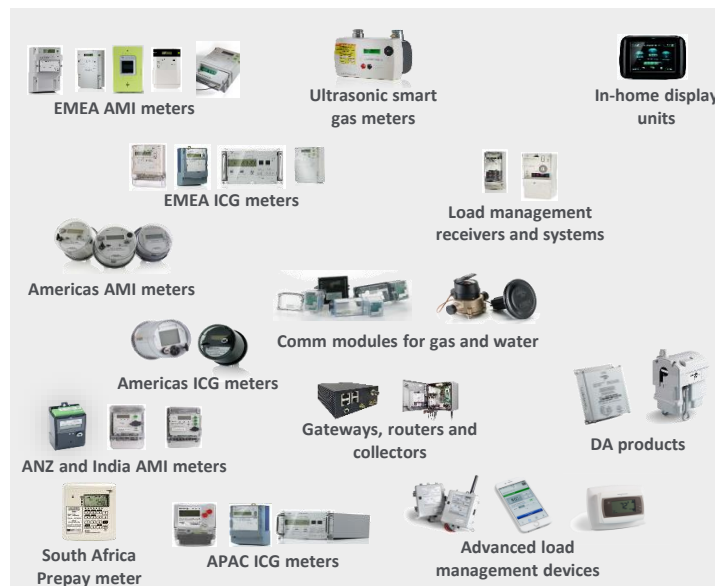 EMEA AMI meters
Ultrasonic smart
gas meters
In-home display
units
EMEA ICG meters
Load management
receivers and systems
Americas AMI meters
Comm modules for gas and water
Americas ICG meters
Gateways, routers and
collectors
DA products
ANZ and India AMI meters
South Africa
Prepay meter
APAC ICG meters
Advanced load
management devices